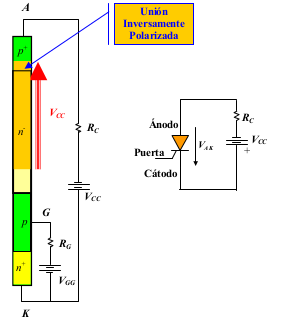 A
Unión
Inversamente
Polarizada
p+
VCC
n-
RC
VCC
p
G
RG
VGG
n+
K
Ánodo
Puerta
Cátodo
VAK
RC
VCC
+